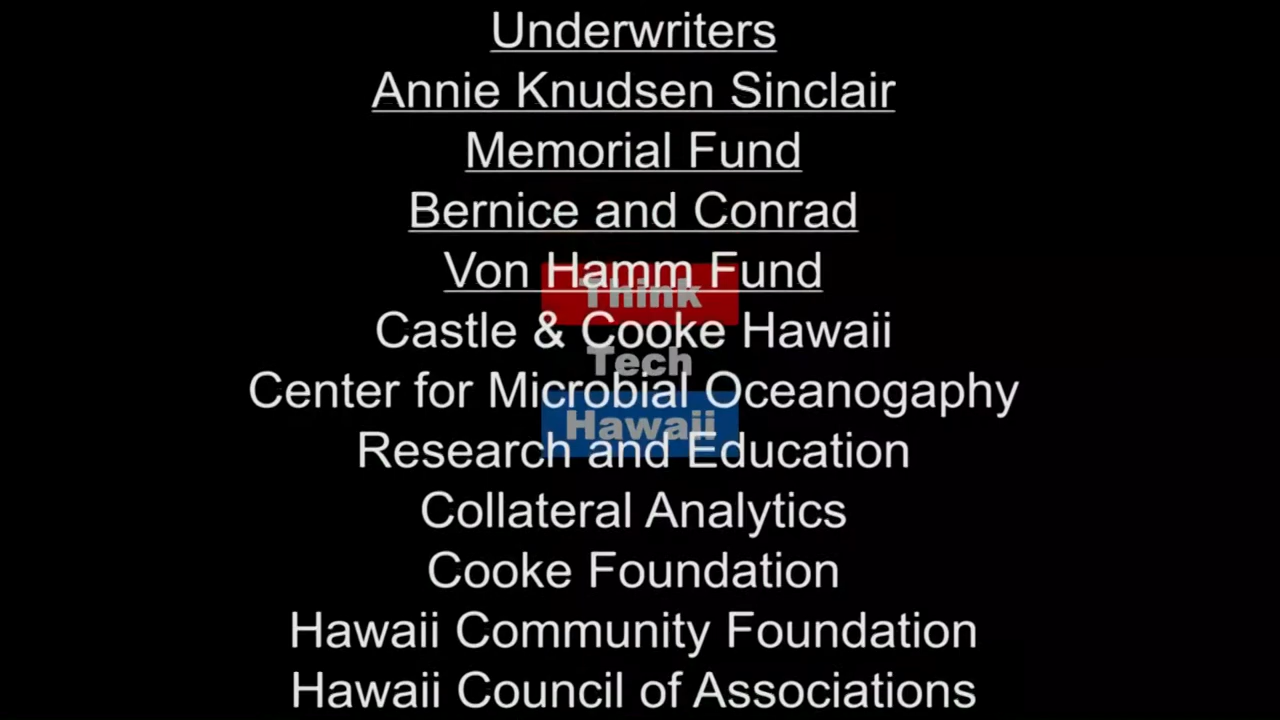 Underwriters
Annie Knudsen Sinclair
Memorial Fund
Bernice and Conrad
Von Hamm Fund
Think
Castle & Cooke Hawaii
Tech
Center for Microbial Oceanogaphy
Hawaii
Research and Education
Collateral Analytics
Cooke Foundation
Hawaii Community Foundation
Hawaii Council of Associations